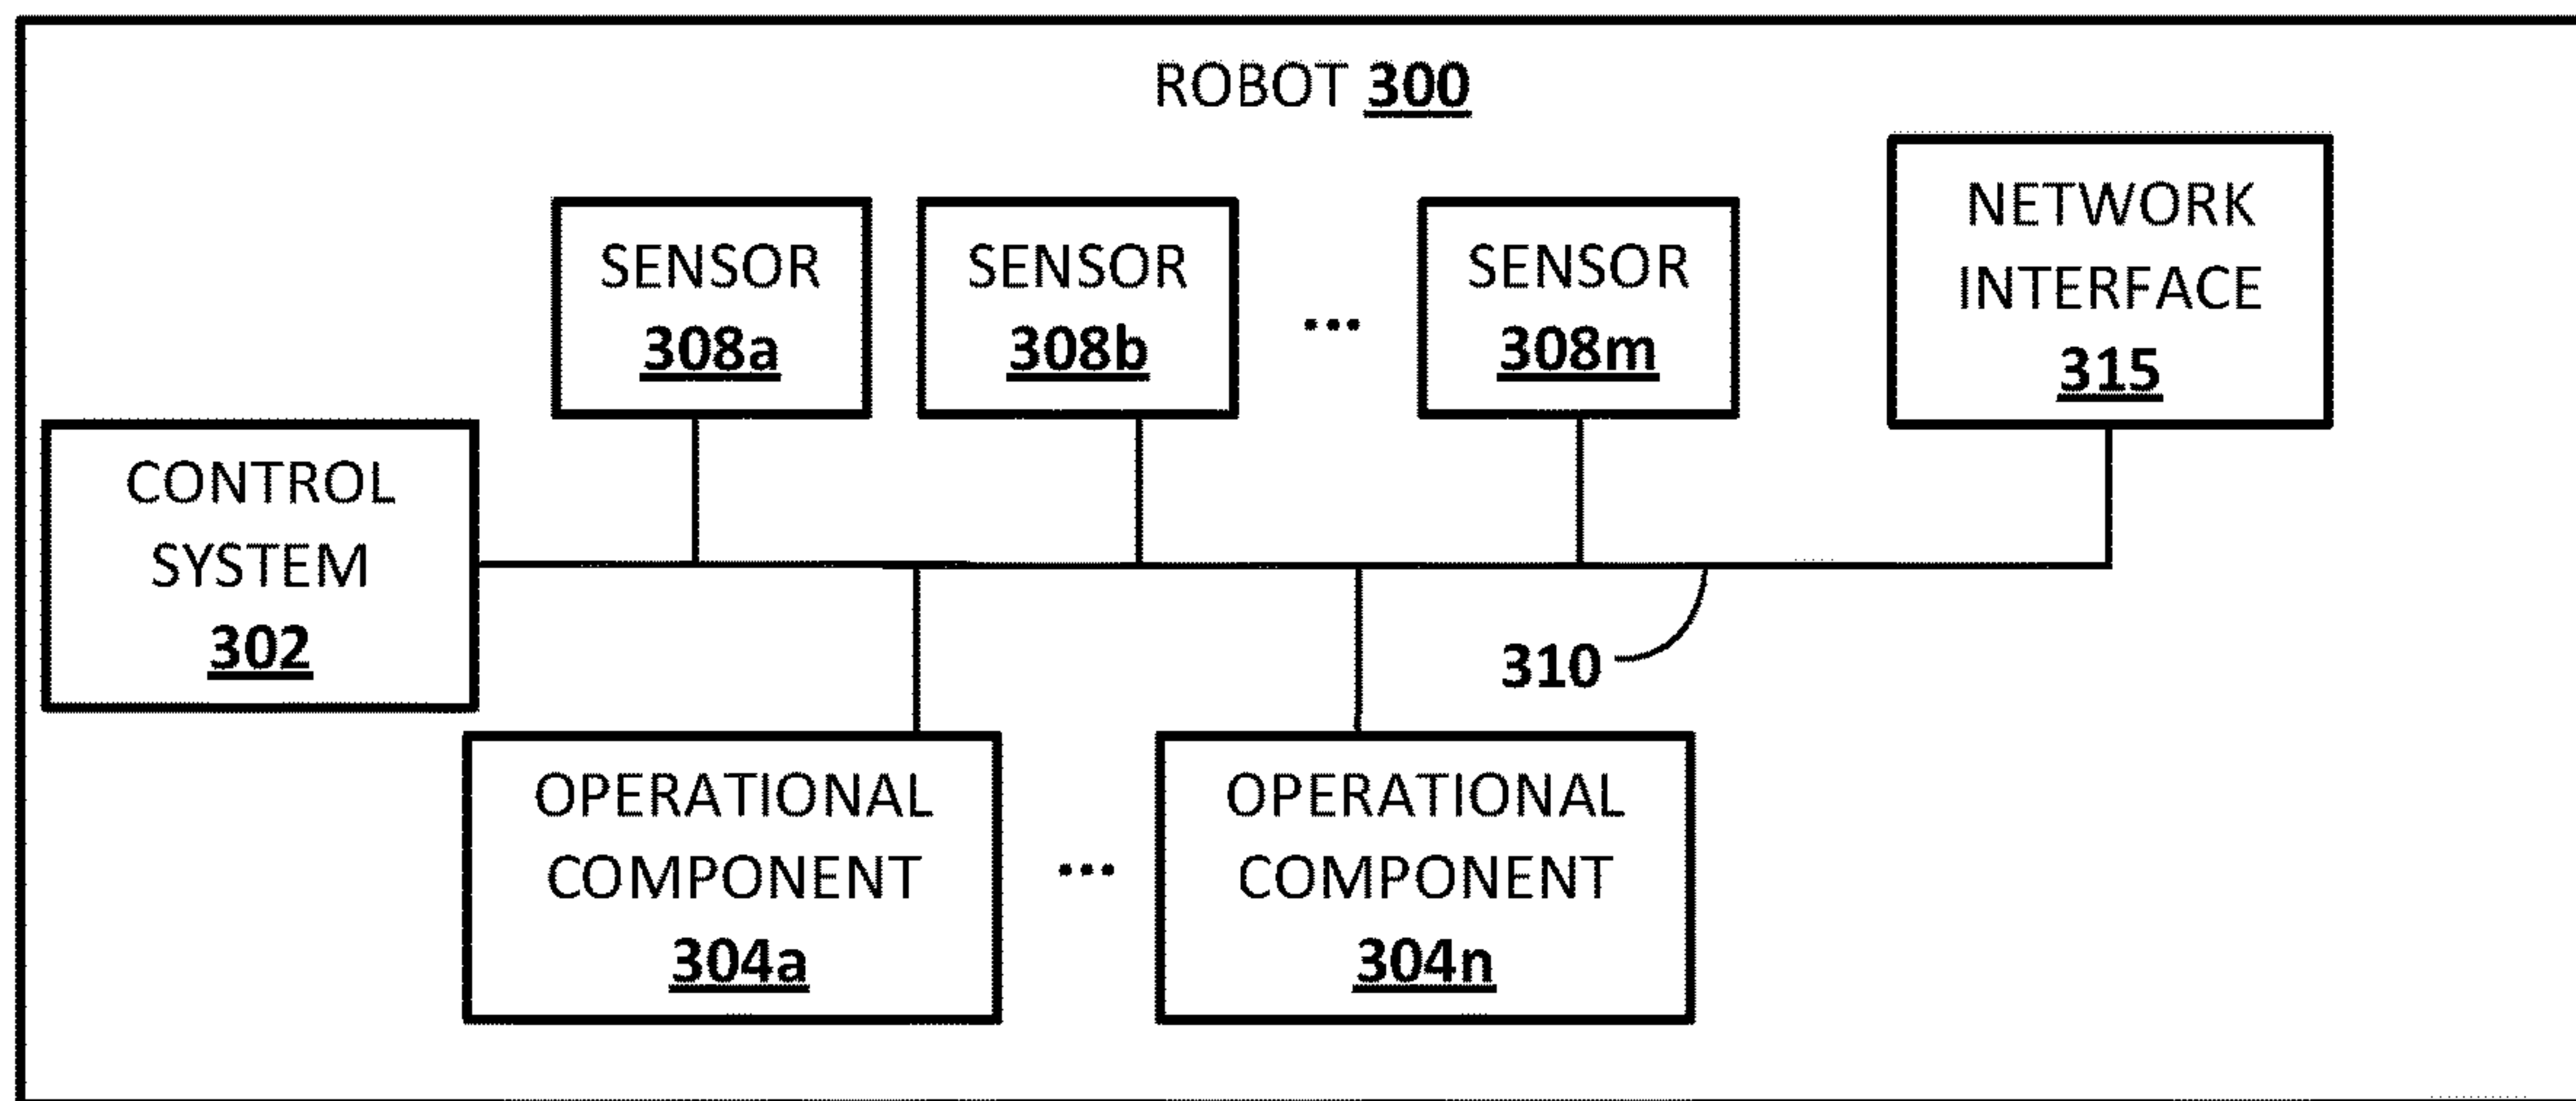 ROBOT 300
SENSOR
308a
SENSOR
308b
...
SENSOR
308m
NETWORK
INTERFACE
315
CONTROL
SYSTEM
302
310
OPERATIONAL
COMPONENT
304a
...
OPERATIONAL
COMPONENT
304n